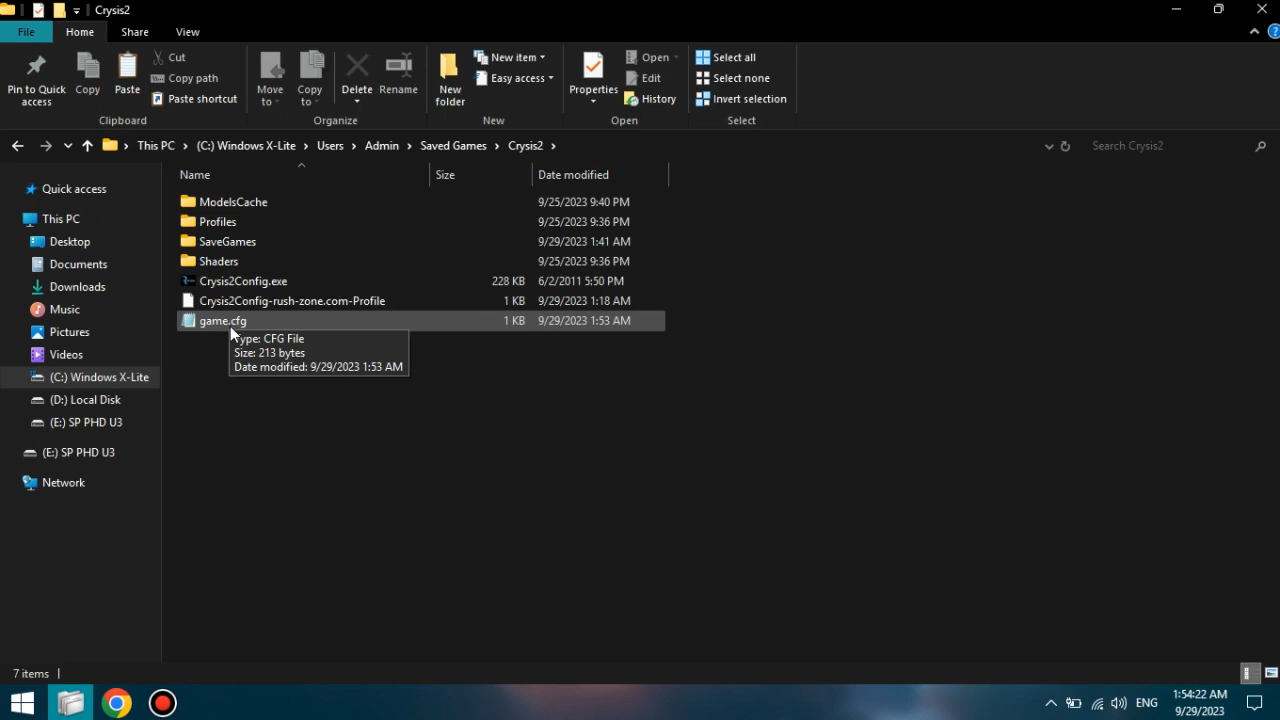 Crysis2
File Home Share View
Pin to Quick access
Copy
Paste
Cut
Copy path
Paste shortcut
Clipboard
Move to
Copy to
Delete
Rename
Organize
New folder
New item
Easy access
New
Properties
Open
Edit
History
Open
Select all
Select none
Invert selection
Select
This PC › (C:) Windows X-Lite › Users › Admin › Saved Games › Crysis2 ›
Search Crysis2
Name Size Date modified
ModelsCache 9/25/2023 9:40 PM
Profiles 9/25/2023 9:36 PM
SaveGames 9/29/2023 1:41 AM
Shaders 9/25/2023 9:36 PM
Crysis2Config.exe 228 KB 6/2/2011 5:50 PM
Crysis2Config-rush-zone.com-Profile 1 KB 9/29/2023 1:18 AM
game.cfg 1 KB 9/29/2023 1:53 AM
Type: CFG File
Size: 213 bytes
Date modified: 9/29/2023 1:53 AM
Quick access
This PC
Desktop
Documents
Downloads
Music
Pictures
Videos
(C:) Windows X-Lite
(D:) Local Disk
(E:) SP PHD U3
(E:) SP PHD U3
Network
7 items
ENG
1:54:22 AM
9/29/2023